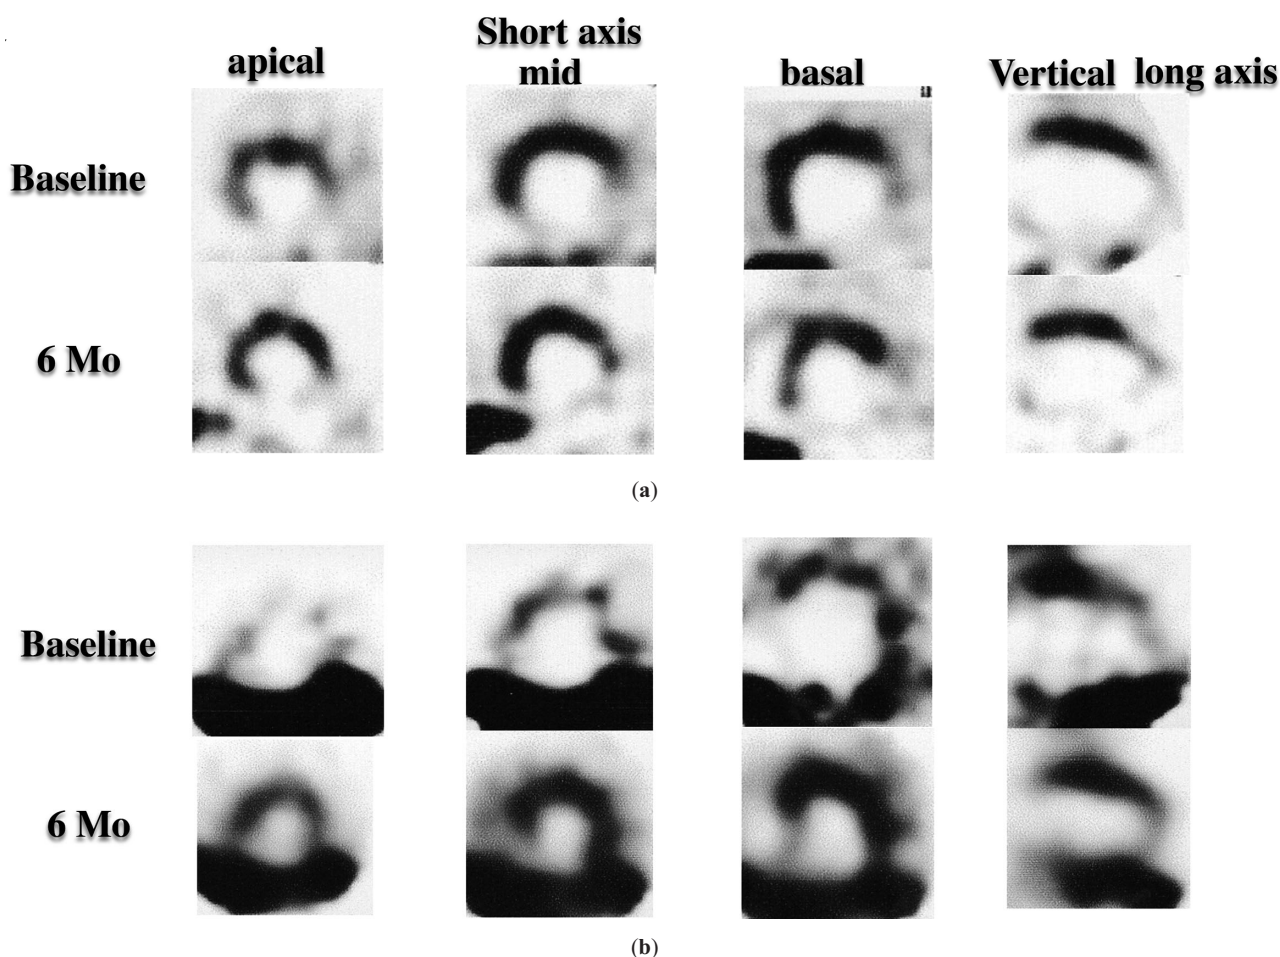 Short axis
apical mid basal Vertical long axis
Baseline
6 Mo
(a)
Baseline
6 Mo
(b)